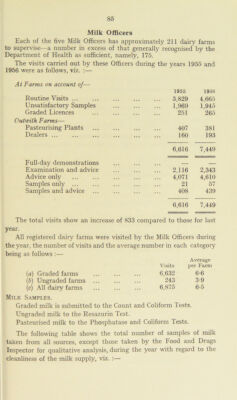 85
Milk Officers
Each of the five Milk Officers has approximately 211 dairy farms
to supervise—a number in excess of that generally recognised by the
Department of Health as sufficient, namely, 175.
The visits carried out by these Officers during the years 1955 and
1956 were as follows, viz. :—
At Farms on account of—
1955 1956
Routine Visits ... ... ... ... 3,829 4,665
Unsatisfactory Samples ... ... ... 1,969 1,945
Graded Licences ... ... ... ... 251 265
Outwith Farms—
Pasteurising Plants ... ... ... ... 407 381
Dealers ... ... ... ... ... ... 160 193
6,616 7,449
Full-day demonstrations ... ... ... — —
Examination and advice ... ... ... 2,116 2,343
Advice only ... ... ... ... ... 4,071 4,610
Samples only ... ... ... ... ... 21 57
Samples and advice ... ... ... ... 408 439
6,616 7,449
The total visits show an increase of 833 compared to those for last
year.
All registered dairy farms were visited by the Milk Officers during
the year, the number of visits and the average number in each category
being as follows :—
Average
Visits per Farm
(a) Graded farms ... ... ... 6,632 6·6
(b) Ungraded farms ... ... ... 243 3·9
(c) All dairy farms ... ... ... 6,875 6·5
Milk Samples.
Graded milk is submitted to the Count and Coliform Tests.
Ungraded milk to the Resazurin Test.
Pasteurised milk to the Phosphatase and Coliform Tests.
The following table shows the total number of samples of milk
taken from all sources, except those taken by the Food and Drugs
Inspector for qualitative analysis, during the year with regard to the
cleanliness of the milk supply, viz. :—